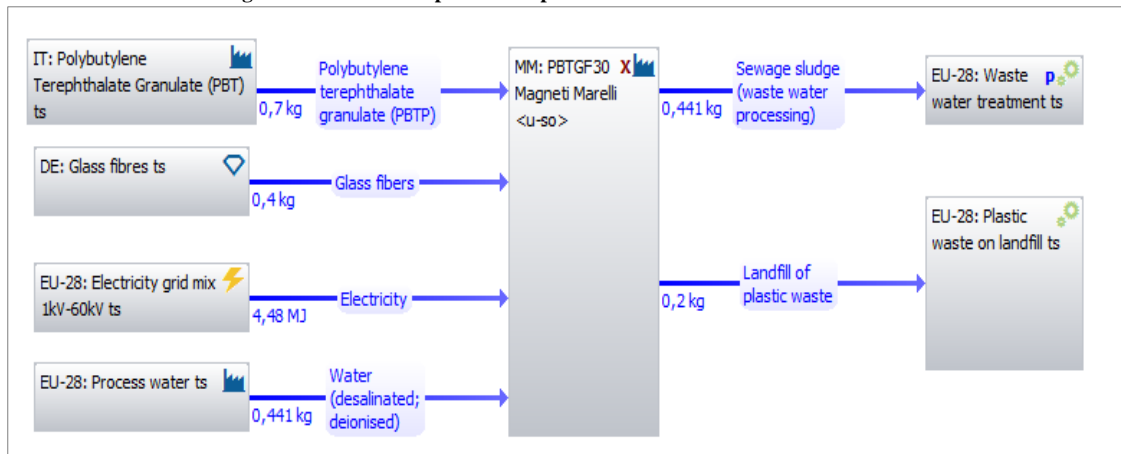 IT: Polybutylene
Terephthalate Granulate (PBT)
ts
0,7 kg
Polybutylene
terephthalate
granulate (PBTP)
DE: Glass fibres ts
0,4 kg
Glass fibers
EU-28: Electricity grid mix
1kV-60kV ts
4,48 MJ
Electricity
EU-28: Process water ts
0,441 kg
Water
(desalinated;
deionised)
MM: PBTGF30 X
Magneti Marelli
<u-so>
0,441 kg
Sewage sludge
(waste water
processing)
EU-28: Waste p
water treatment ts
0,2 kg
Landfill of
plastic waste
EU-28: Plastic
waste on landfill ts